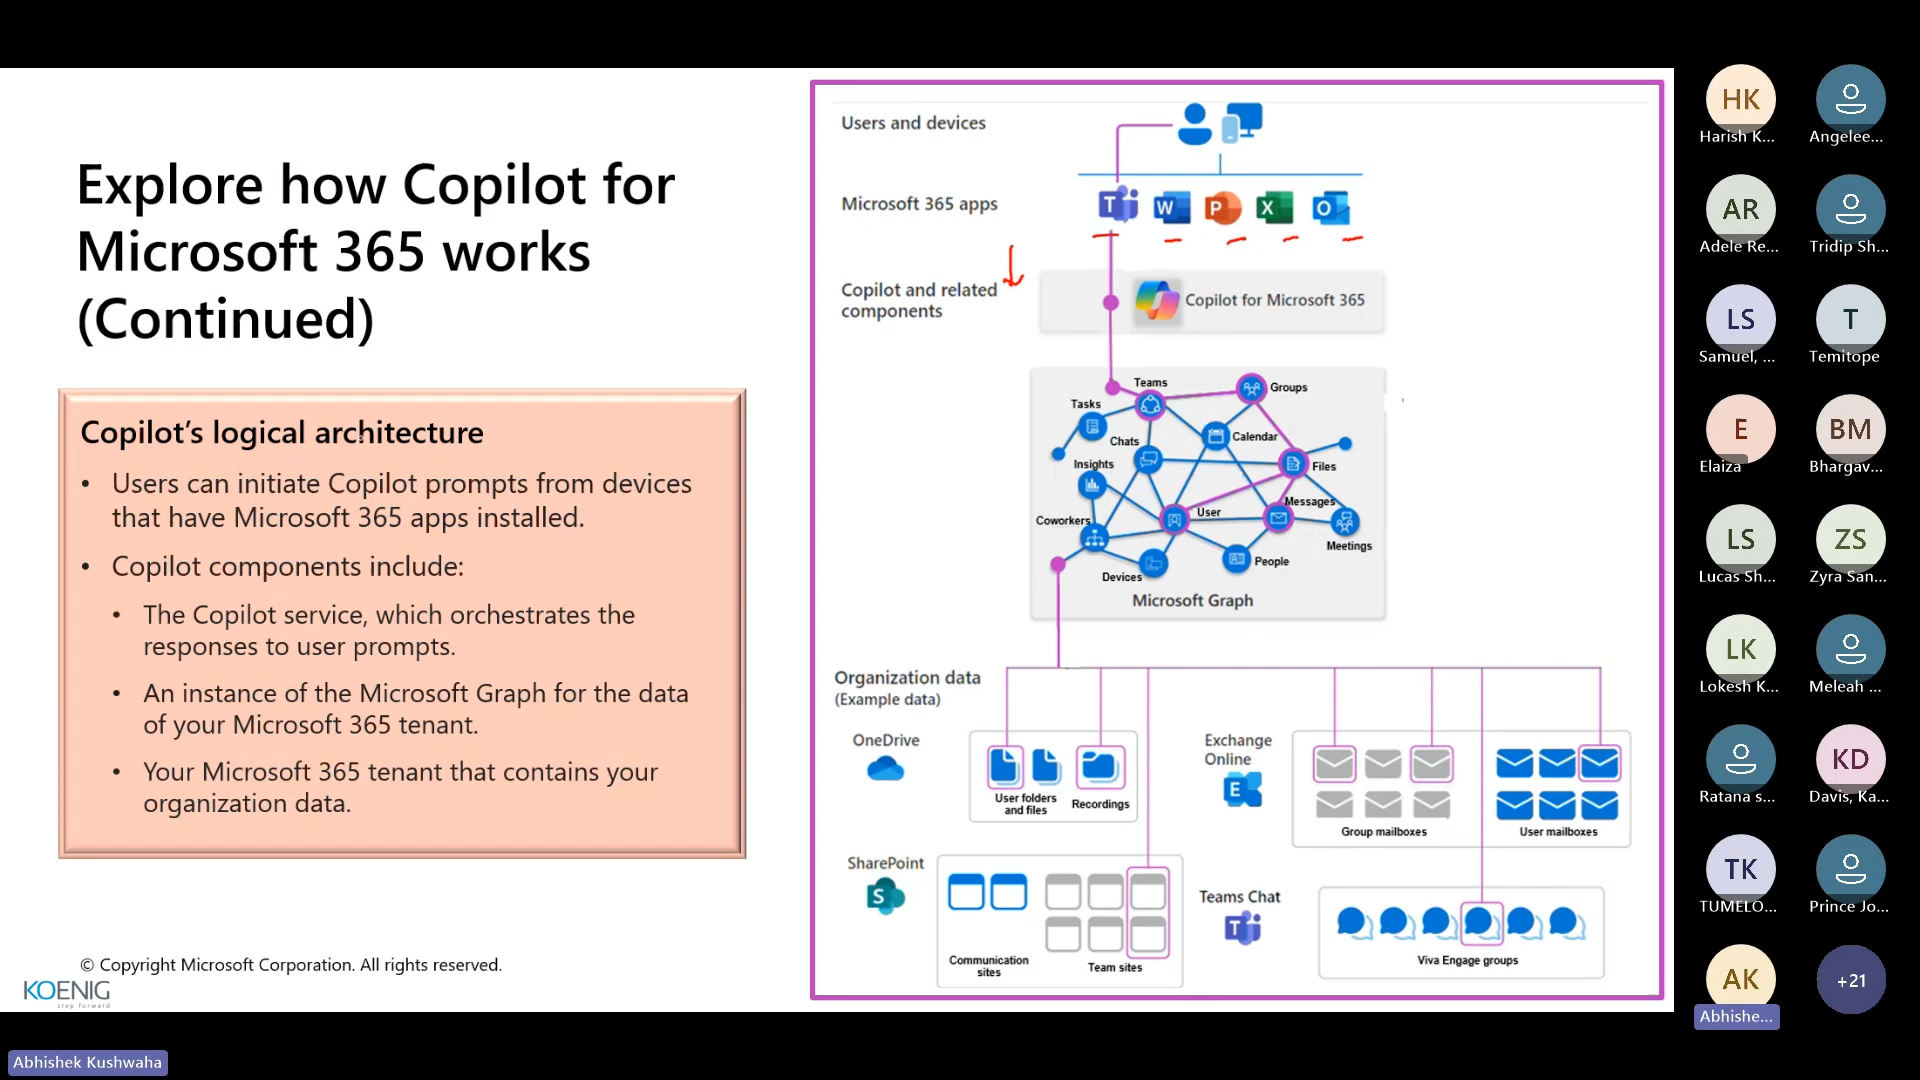 Explore how Copilot for
Microsoft 365 works
(Continued)
Copilot's logical architecture
• Users can initiate Copilot prompts from devices
that have Microsoft 365 apps installed.
• Copilot components include:
• The Copilot service, which orchestrates the
responses to user prompts.
• An instance of the Microsoft Graph for the data
of your Microsoft 365 tenant.
• Your Microsoft 365 tenant that contains your
organization data.
© Copyright Microsoft Corporation. All rights reserved.
KOENIG
step forward
Users and devices
Microsoft 365 apps
T
W
P
X
O
Copilot and related
components
Copilot for Microsoft 365
Teams
Groups
Tasks
Chats
Calendar
Insights
Files
Messages
Coworkers
User
Meetings
People
Devices
Microsoft Graph
Organization data
(Example data)
OneDrive
User folders
and files
Recordings
Exchange
Online
E
Group mailboxes
User mailboxes
SharePoint
S
Communication
sites
Team sites
Teams Chat
T
Viva Engage groups
HK
Harish K...
Angelee...
AR
Adele Re...
Tridip Sh...
LS
Samuel, ...
T
Temitope
E
Elaiza
BM
Bhargav...
LS
Lucas Sh...
ZS
Zyra San...
LK
Lokesh K...
Meleah ...
Ratana s...
KD
Davis, Ka...
TK
TUMELO...
Prince Jo...
AK
Abhishe...
+21
Abhishek Kushwaha